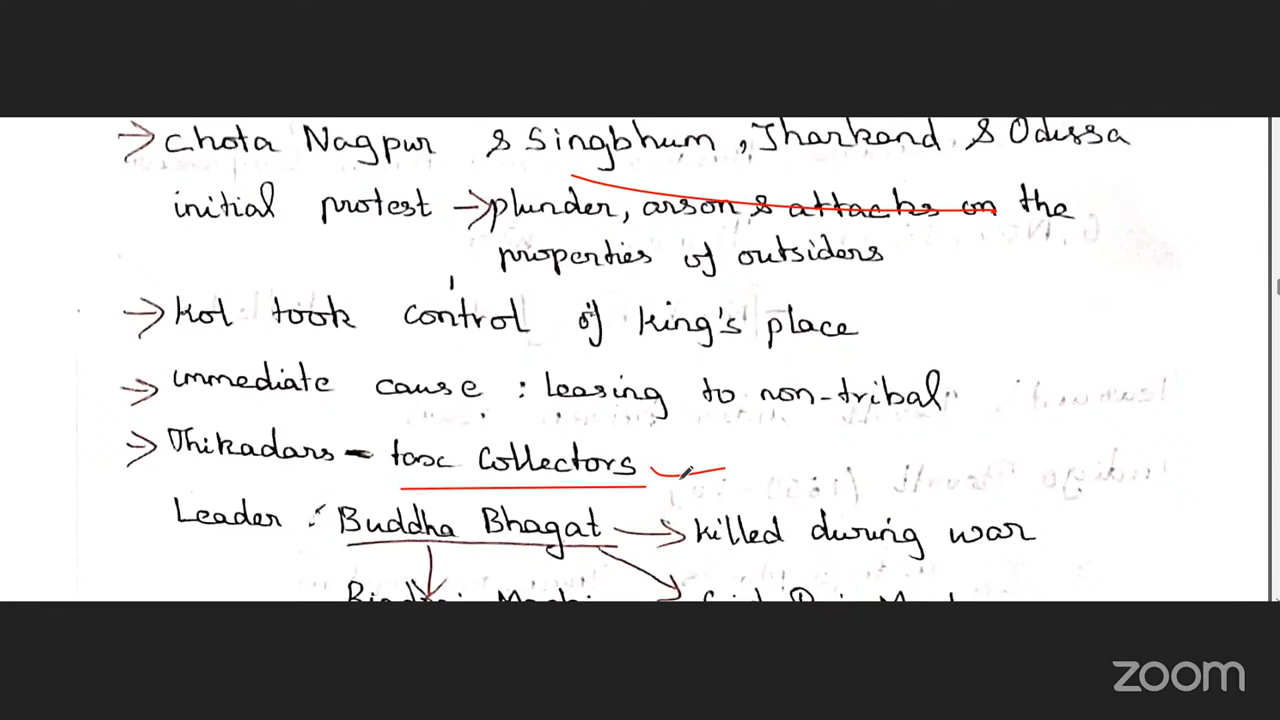 → Chota Nagpur & Singbhum, Jharkand & Odissa
initial protest → plunder, arson & attacks on the
properties of outsiders
→ Kol took control of king's place
→ immediate cause : leasing to non-tribal
→ Thikadars - tax Collectors
Leader : Buddha Bhagat → killed during war
zoom